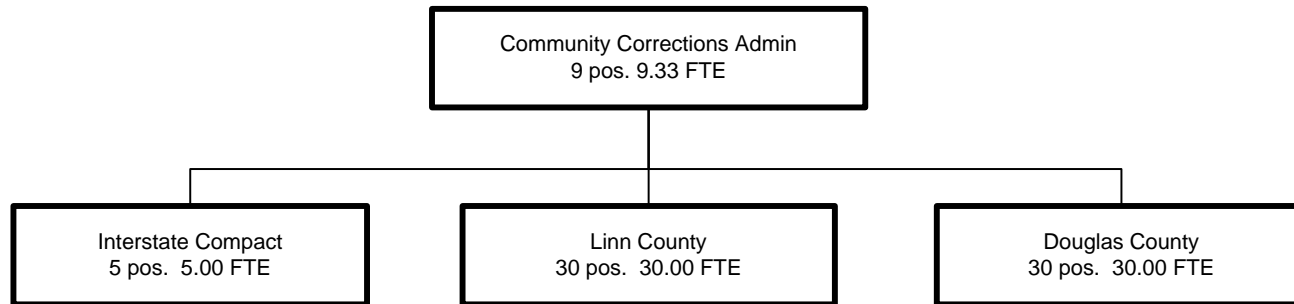 Community Corrections Admin
9 pos. 9.33 FTE
Interstate Compact
5 pos. 5.00 FTE
Linn County
30 pos. 30.00 FTE
Douglas County
30 pos. 30.00 FTE